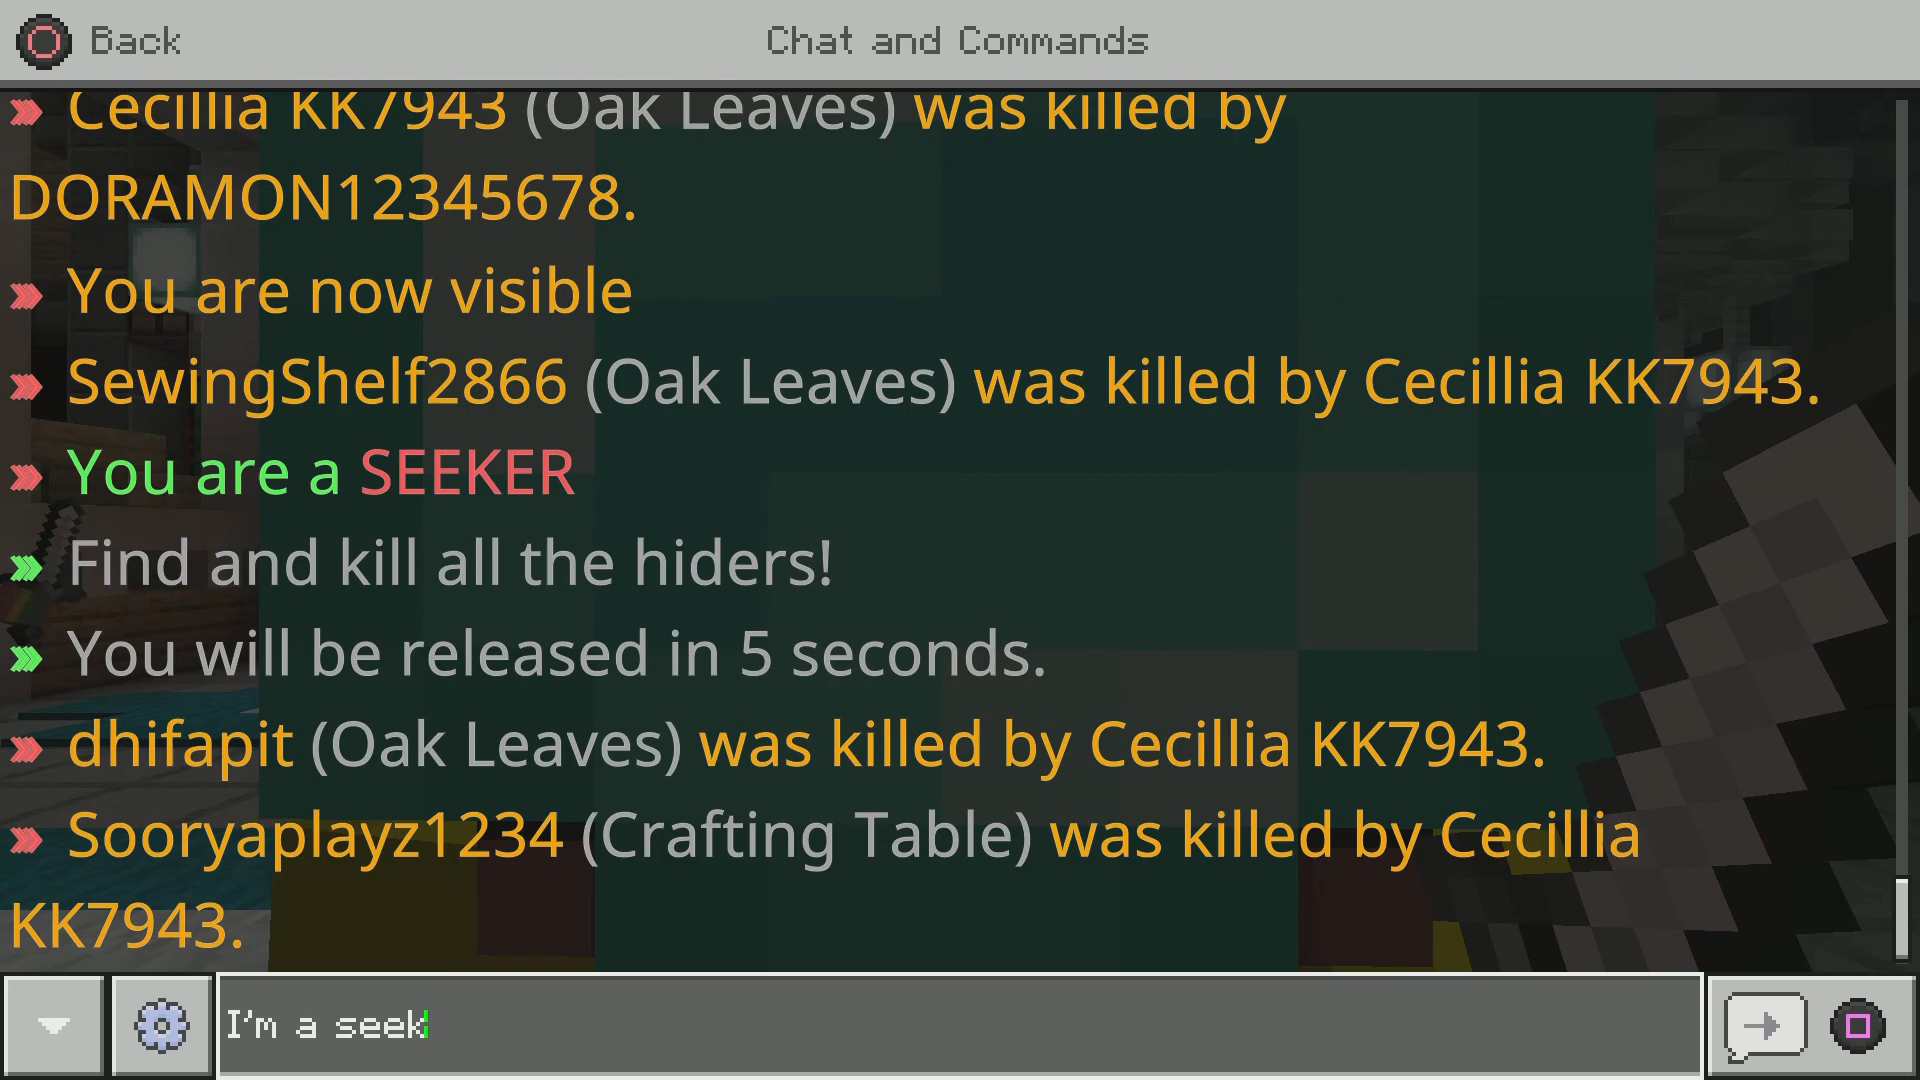 Back
Chat and Commands
» Cecillia KK7943 (Oak Leaves) was killed by
DORAMON12345678.
» You are now visible
» SewingShelf2866 (Oak Leaves) was killed by Cecillia KK7943.
» You are a SEEKER
» Find and kill all the hiders!
» You will be released in 5 seconds.
» dhifapit (Oak Leaves) was killed by Cecillia KK7943.
» Sooryaplayz1234 (Crafting Table) was killed by Cecillia
KK7943.
I'm a seek